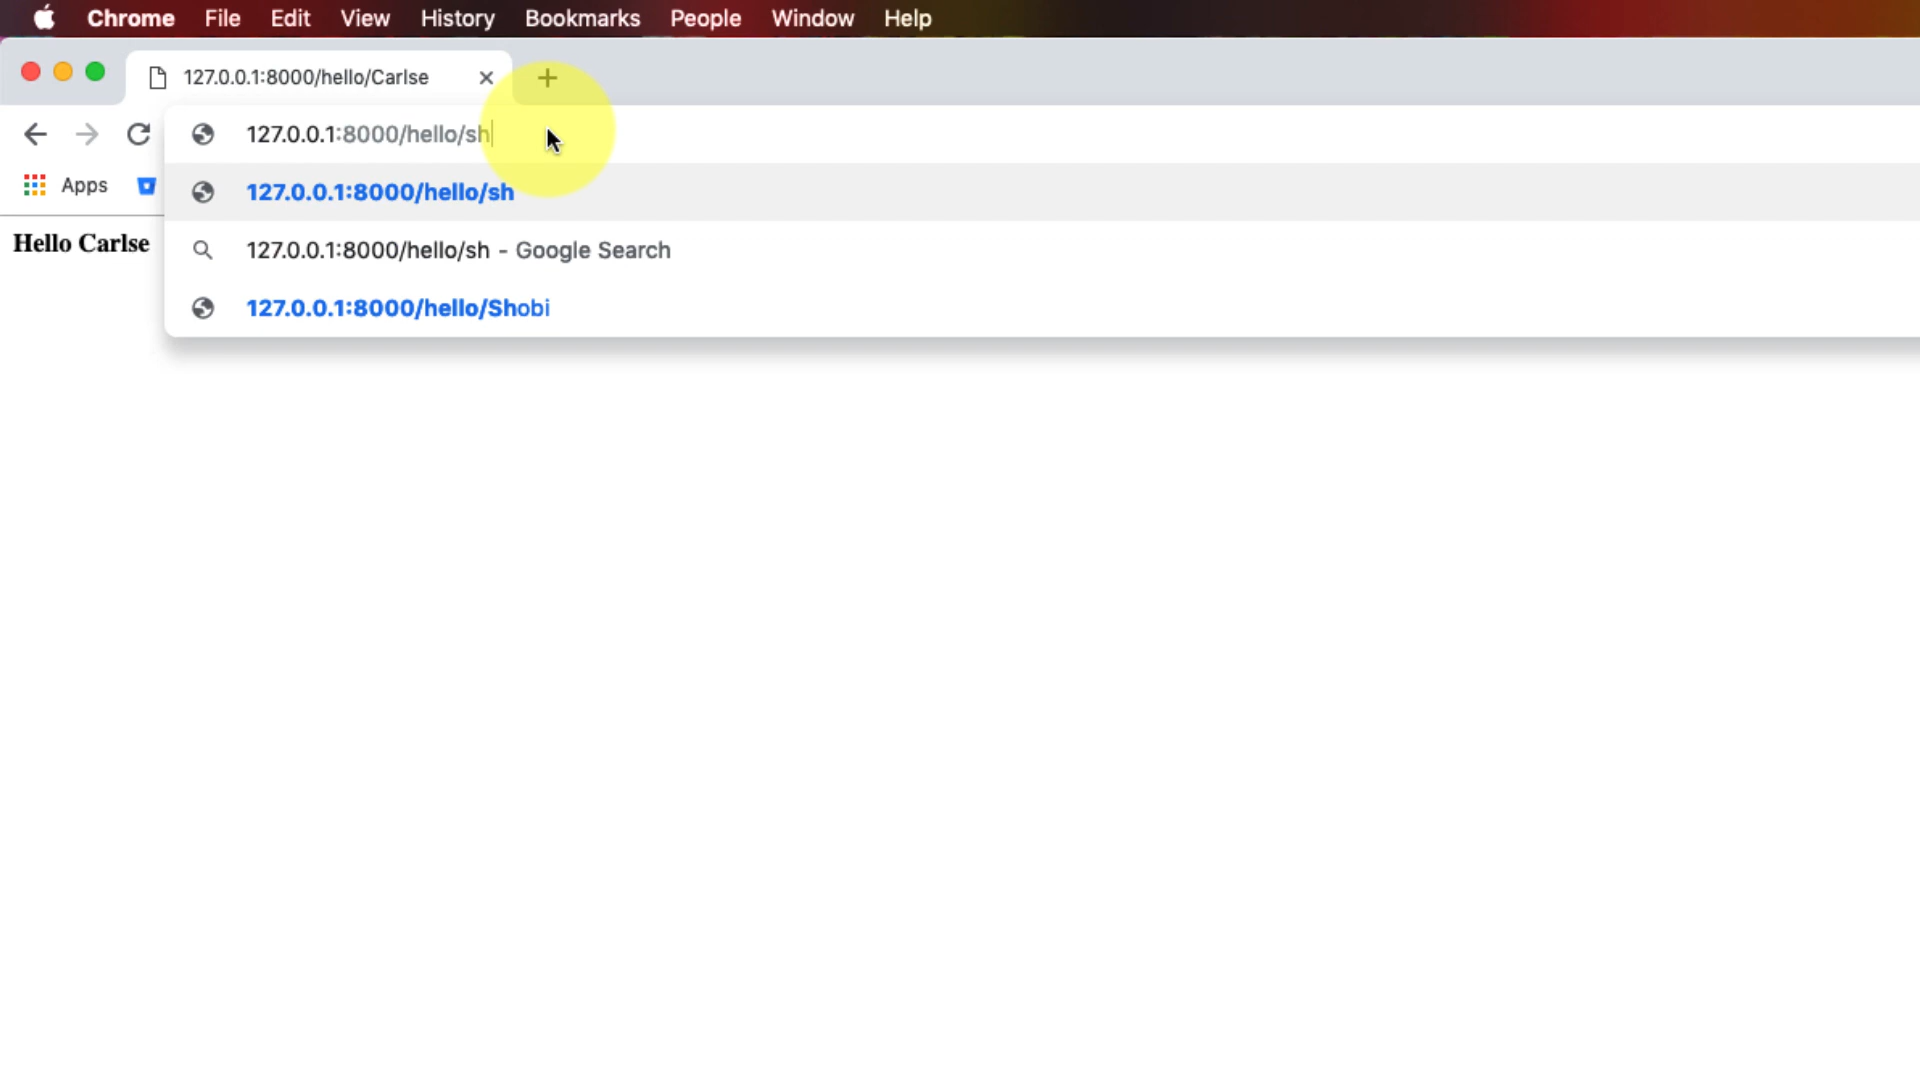 Chrome File Edit View History Bookmarks People Window Help
127.0.0.1:8000/hello/Carlse
127.0.0.1:8000/hello/sh
Apps
127.0.0.1:8000/hello/sh
Hello Carlse
127.0.0.1:8000/hello/sh - Google Search
127.0.0.1:8000/hello/Shobi